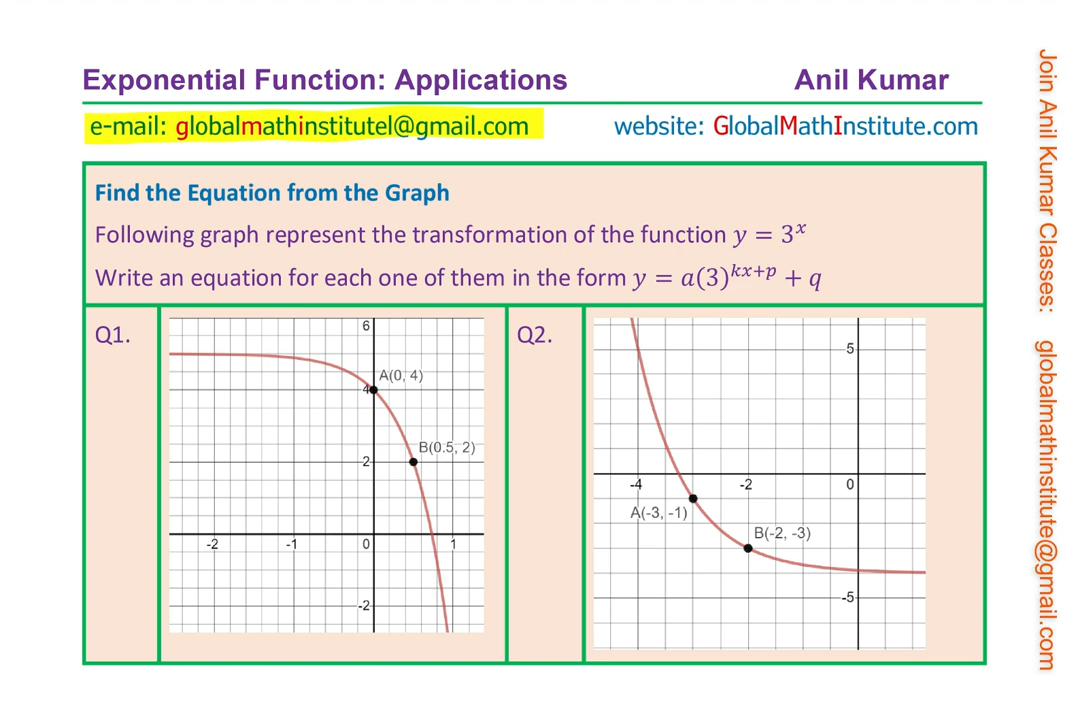 Exponential Function: Applications
Anil Kumar
e-mail: globalmathinstitutel@gmail.com
website: GlobalMathInstitute.com
Find the Equation from the Graph
Following graph represent the transformation of the function y = 3^x
Write an equation for each one of them in the form y = a(3)^{kx+p} + q
Q1.
6
A(0, 4)
4
B(0.5, 2)
2
-2
-1
0
1
-2
Q2.
5
-4
-2
0
A(-3, -1)
B(-2, -3)
-5
Join Anil Kumar Classes: globalmathinstitute@gmail.com